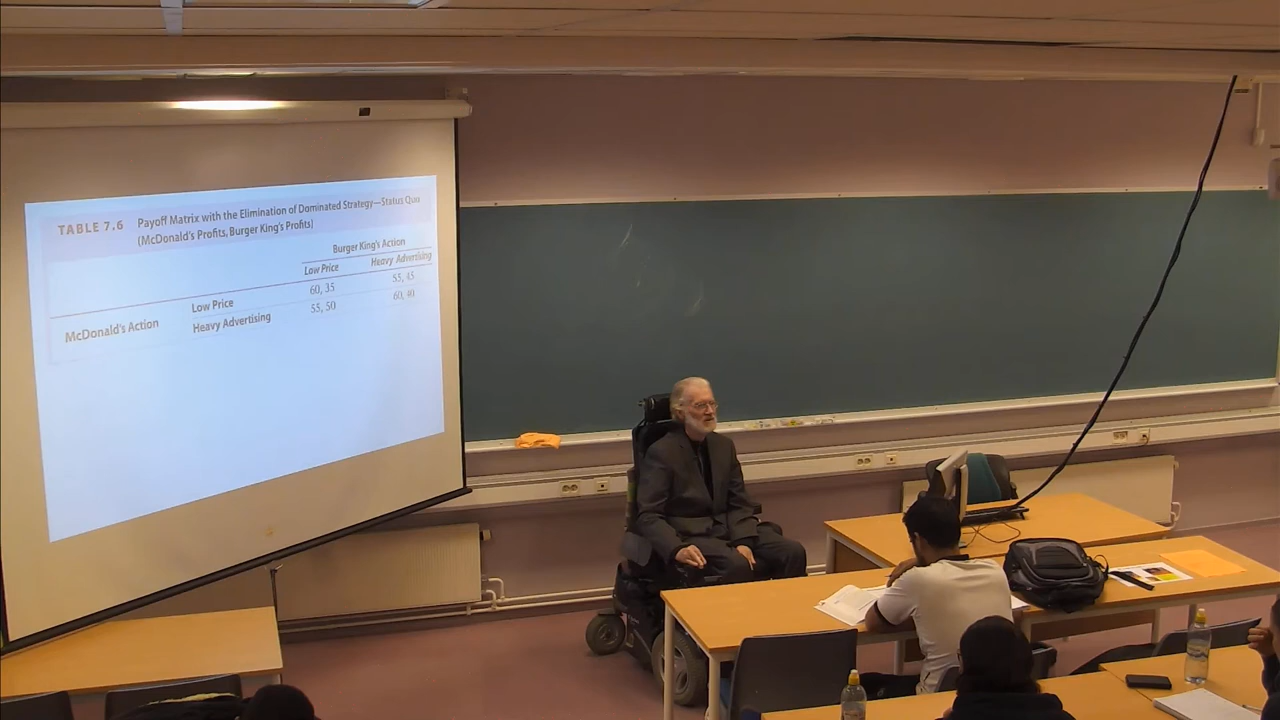 TABLE 7.6 Payoff Matrix with the Elimination of Dominated Strategy—Status Quo
(McDonald's Profits, Burger King's Profits)
Burger King's Action
Low Price Heavy Advertising
Low Price 60, 35 55, 45
McDonald's Action
Heavy Advertising 55, 50 60, 40